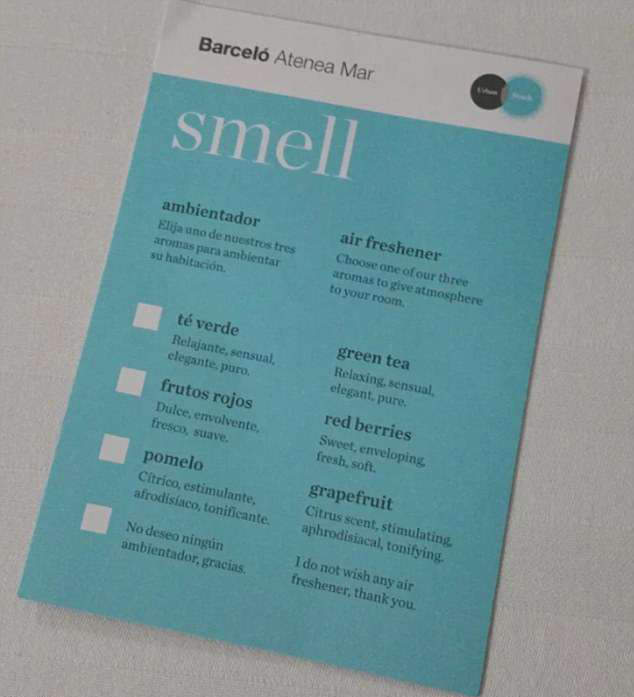 Barceló Atenea Mar
Urban
Beach
smell
ambientador
Elija uno de nuestros tres
aromas para ambientar
su habitación.
air freshener
Choose one of our three
aromas to give atmosphere
to your room.
té verde
Relajante, sensual,
elegante, puro.
green tea
Relaxing, sensual,
elegant, pure.
frutos rojos
Dulce, envolvente,
fresco, suave.
red berries
Sweet, enveloping,
fresh, soft.
pomelo
Cítrico, estimulante,
afrodisíaco, tonificante.
grapefruit
Citrus scent, stimulating,
aphrodisiacal, tonifying.
No deseo ningún
ambientador, gracias.
I do not wish any air
freshener, thank you.